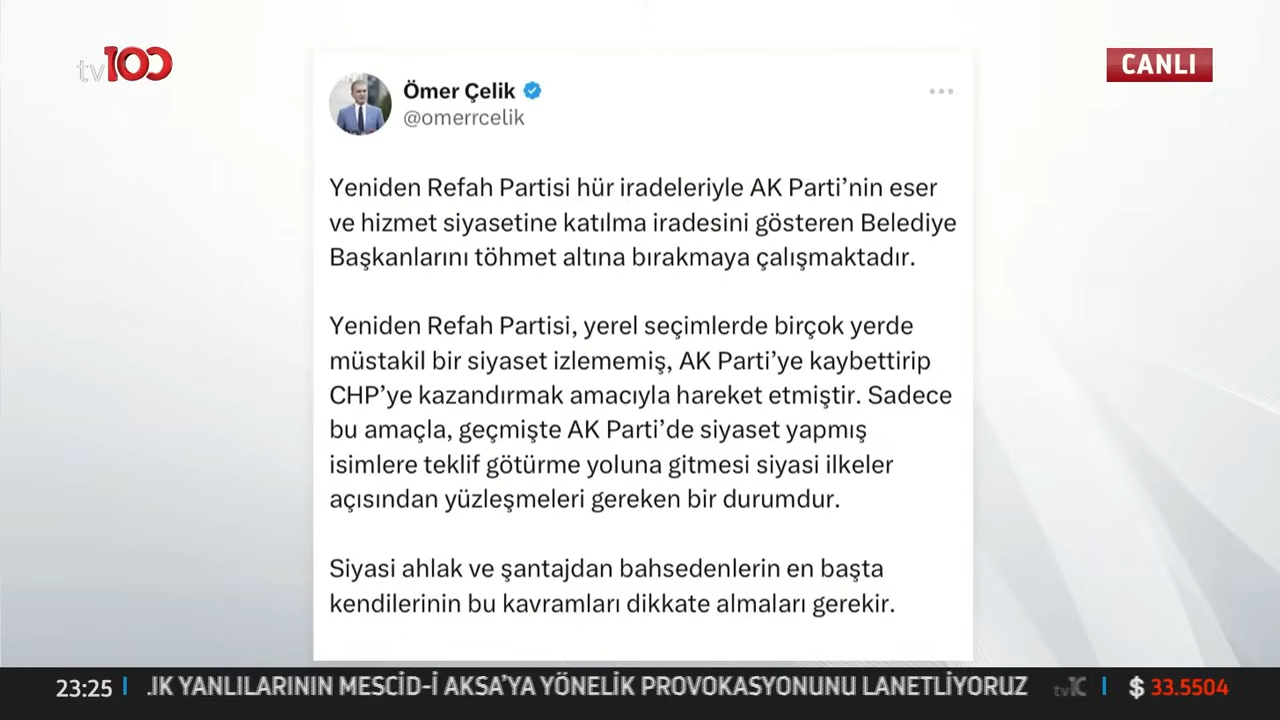 tv100
CANLI
Ömer Çelik
@omerrcelik
Yeniden Refah Partisi hür iradeleriyle AK Parti’nin eser
ve hizmet siyasetine katılma iradesini gösteren Belediye
Başkanlarını töhmet altına bırakmaya çalışmaktadır.
Yeniden Refah Partisi, yerel seçimlerde birçok yerde
müstakil bir siyaset izlememiş, AK Parti’ye kaybettirip
CHP’ye kazandırmak amacıyla hareket etmiştir. Sadece
bu amaçla, geçmişte AK Parti’de siyaset yapmış
isimlere teklif götürme yoluna gitmesi siyasi ilkeler
açısından yüzleşmeleri gereken bir durumdur.
Siyasi ahlak ve şantajdan bahsedenlerin en başta
kendilerinin bu kavramları dikkate almaları gerekir.
23:25 YANLILARININ MESCİD-İ AKSA’YA YÖNELİK PROVOKASYONUNU LANETLİYORUZ $ 33.5504